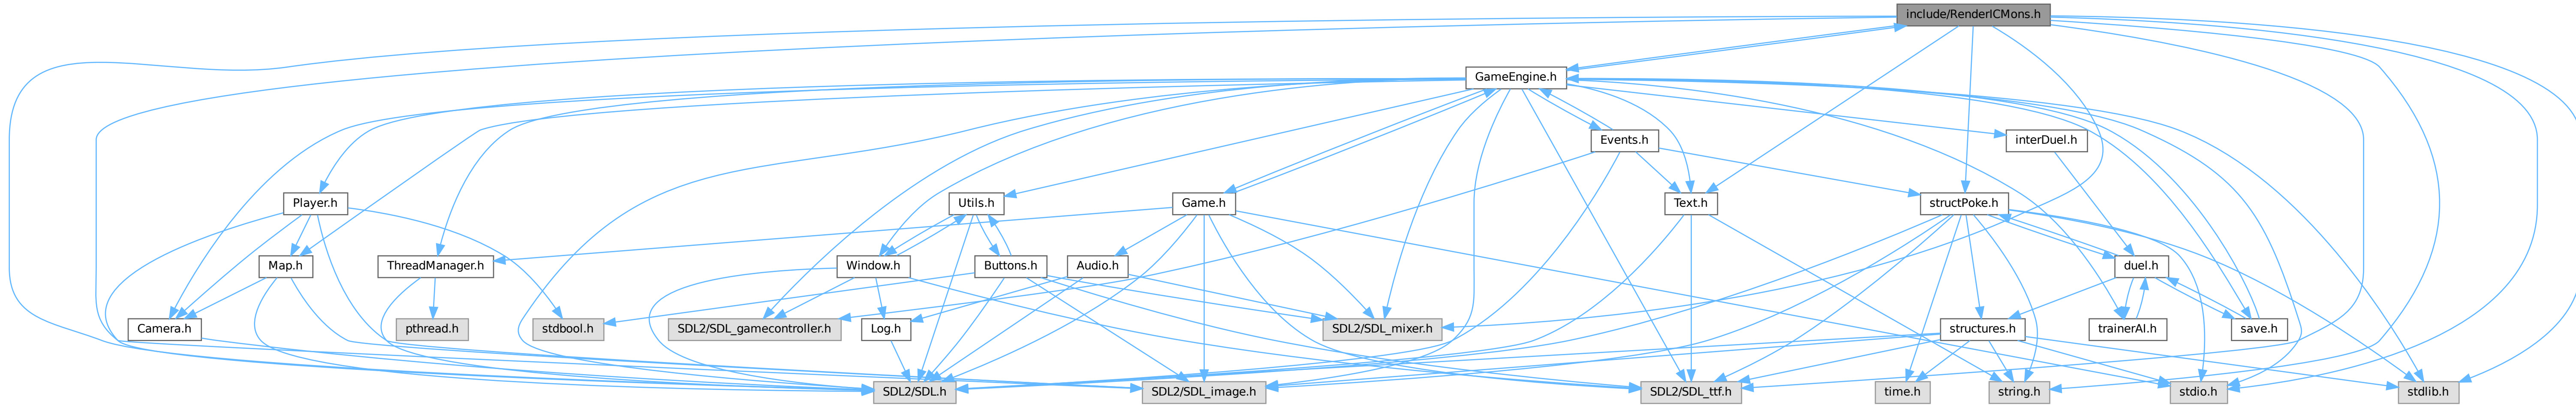 include/RenderICMons.h
GameEngine.h
Events.h
interDuel.h
Player.h
Utils.h
Game.h
Text.h
structPoke.h
Map.h
ThreadManager.h
Window.h
Buttons.h
Audio.h
duel.h
Camera.h
pthread.h
stdbool.h
SDL2/SDL_gamecontroller.h
Log.h
SDL2/SDL_mixer.h
structures.h
trainerAI.h
save.h
SDL2/SDL.h
SDL2/SDL_image.h
SDL2/SDL_ttf.h
time.h
string.h
stdio.h
stdlib.h